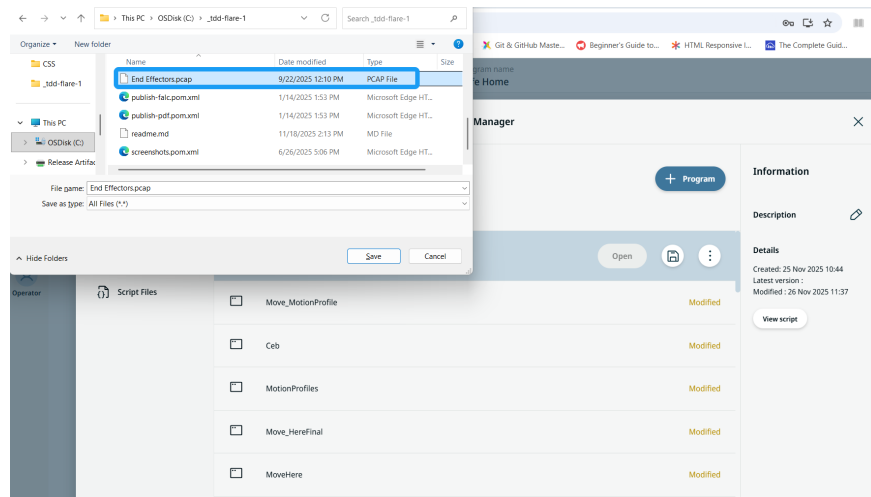 This PC > OSDisk (C:) > _tdd-flare-1
Search _tdd-flare-1
Organize
New folder
CSS
_tdd-flare-1
This PC
OSDisk (C:)
Release Artifac
Name
Date modified
Type
Size
End Effectors.pcap
9/22/2025 12:10 PM
PCAP File
publish-falc.pom.xml
1/14/2025 1:53 PM
Microsoft Edge HT...
publish-pdf.pom.xml
1/14/2025 1:53 PM
Microsoft Edge HT...
readme.md
11/18/2025 2:13 PM
MD File
screenshots.pom.xml
6/26/2025 5:06 PM
Microsoft Edge HT...
File name: End Effectors.pcap
Save as type: All Files (*.*)
Hide Folders
Save
Cancel
Git & GitHub Maste...
Beginner's Guide to...
HTML Responsive I...
The Complete Guid...
gram name
e Home
Manager
Program
Open
Operator
Script Files
Move_MotionProfile
Modified
Ceb
Modified
MotionProfiles
Modified
Move_HereFinal
Modified
MoveHere
Modified
Information
Description
Details
Created: 25 Nov 2025 10:44
Latest version :
Modified : 26 Nov 2025 11:37
View script